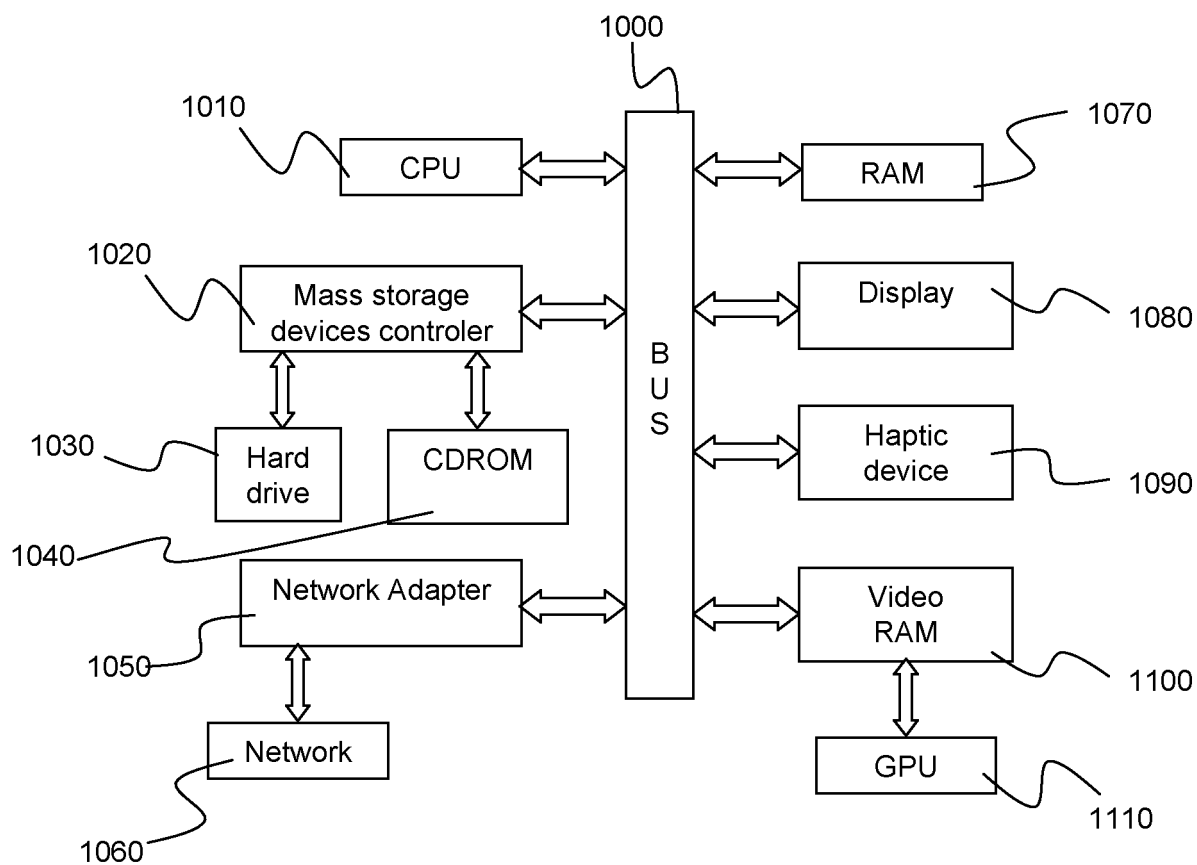 1000
1010
CPU
RAM
1070
1020
Mass storage
devices controler
Display
1080
B
U
S
1030
Hard
drive
CDROM
Haptic
device
1090
1040
Network Adapter
1050
Video
RAM
1100
Network
1060
GPU
1110